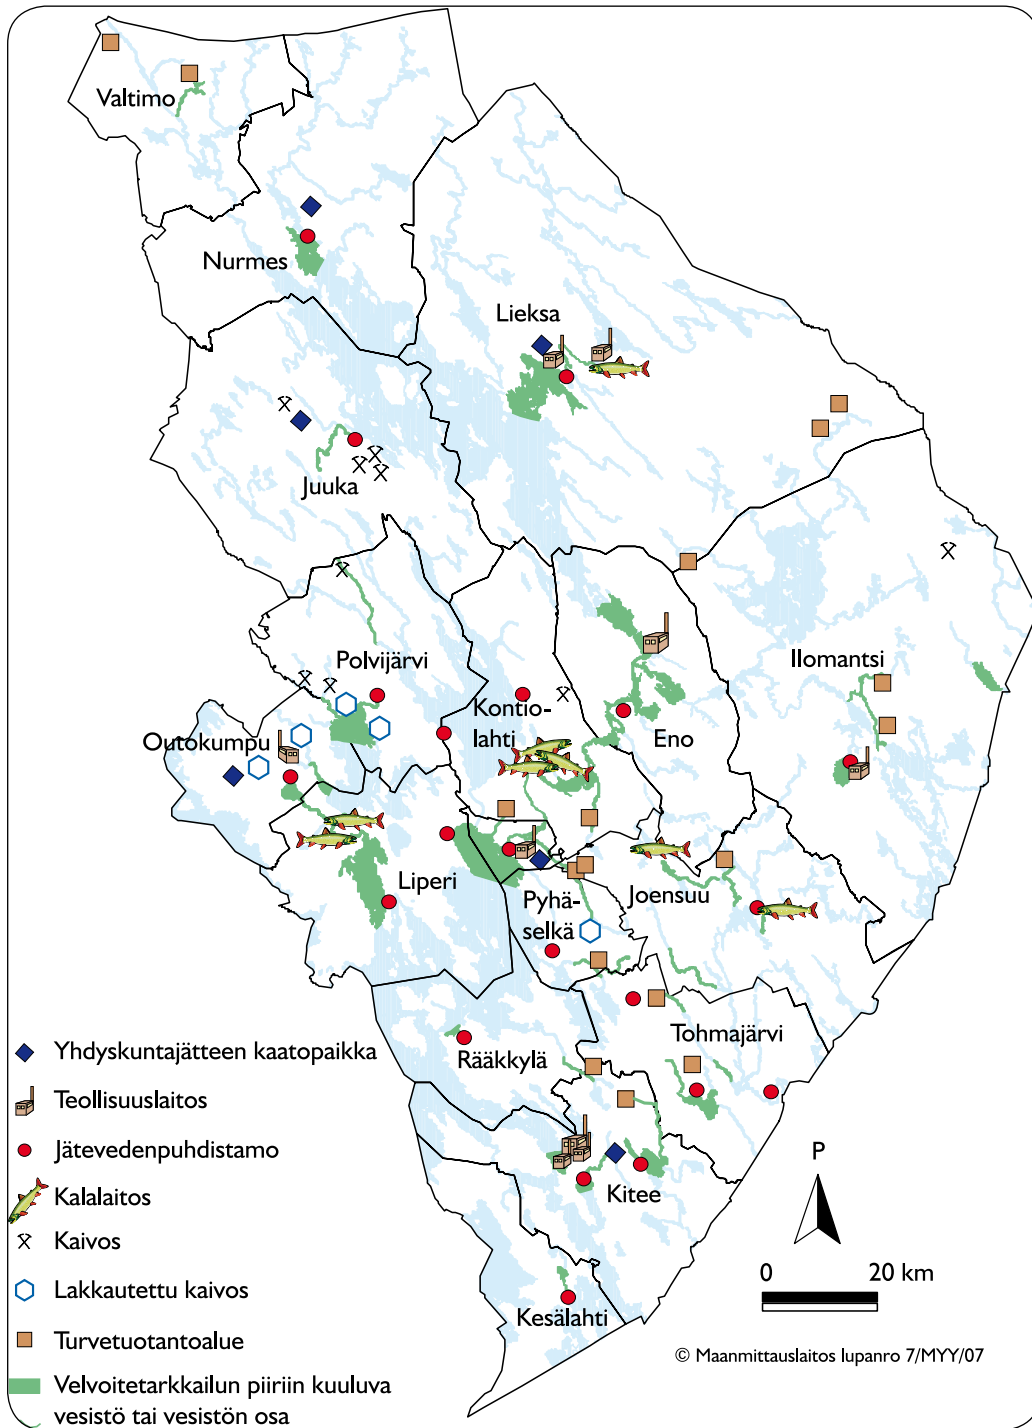 Valtimo
Nurmes
Lieksa
Juuka
Polvijärvi
Ilomantsi
Kontio-
lahti
Outokumpu
Eno
Liperi
Pyhä-
selkä
Joensuu
Tohmajärvi
Rääkkylä
Kitee
Kesälahti
Yhdyskuntajätteen kaatopaikka
Teollisuuslaitos
Jätevedenpuhdistamo
Kalalaitos
Kaivos
Lakkautettu kaivos
Turvetuotantoalue
Velvoitetarkkailun piiriin kuuluva
vesistö tai vesistön osa
P
0 20 km
© Maanmittauslaitos lupanro 7/MYY/07